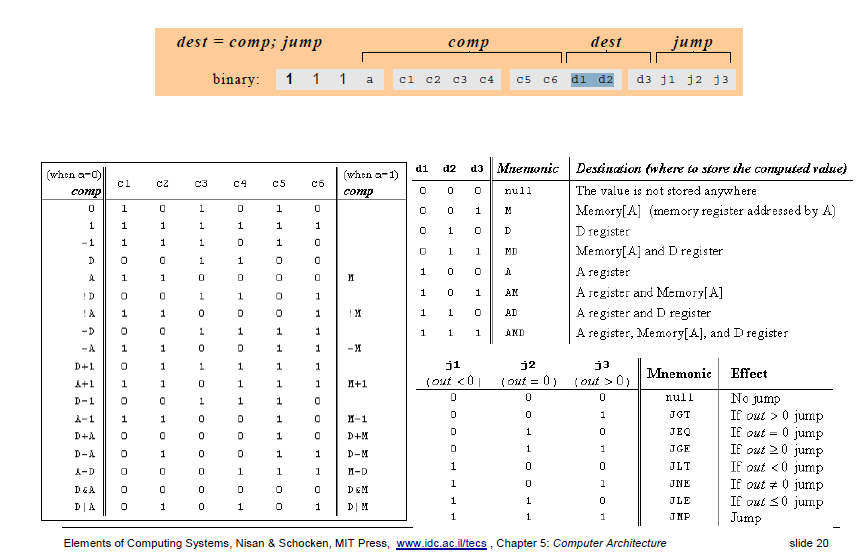 dest = comp; jump comp dest jump
binary: 1 1 1 a c1 c2 c3 c4 c5 c6 d1 d2 d3 j1 j2 j3
(when a=0) (when a=1)
comp c1 c2 c3 c4 c5 c6 comp
0 1 0 1 0 1 0
1 1 1 1 1 1 1
-1 1 1 1 0 1 0
D 0 0 1 1 0 0
A 1 1 0 0 0 0 M
!D 0 0 1 1 0 1
!A 1 1 0 0 0 1 !M
-D 0 0 1 1 1 1
-A 1 1 0 0 1 1 -M
D+1 0 1 1 1 1 1
A+1 1 1 0 1 1 1 M+1
D-1 0 0 1 1 1 0
A-1 1 1 0 0 1 0 M-1
D+A 0 0 0 0 1 0 D+M
D-A 0 1 0 0 1 1 D-M
A-D 0 0 0 1 1 1 M-D
D&A 0 0 0 0 0 0 D&M
D|A 0 1 0 1 0 1 D|M
d1 d2 d3 Mnemonic Destination (where to store the computed value)
0 0 0 null The value is not stored anywhere
0 0 1 M Memory[A] (memory register addressed by A)
0 1 0 D D register
0 1 1 MD Memory[A] and D register
1 0 0 A A register
1 0 1 AM A register and Memory[A]
1 1 0 AD A register and D register
1 1 1 AMD A register, Memory[A], and D register
j1 j2 j3 Mnemonic Effect
(out < 0) (out = 0) (out > 0)
0 0 0 null No jump
0 0 1 JGT If out > 0 jump
0 1 0 JEQ If out = 0 jump
0 1 1 JGE If out ≥ 0 jump
1 0 0 JLT If out < 0 jump
1 0 1 JNE If out ≠ 0 jump
1 1 0 JLE If out ≤ 0 jump
1 1 1 JMP Jump
Elements of Computing Systems, Nisan & Schocken, MIT Press, www.idc.ac.il/tecs , Chapter 5: Computer Architecture slide 20